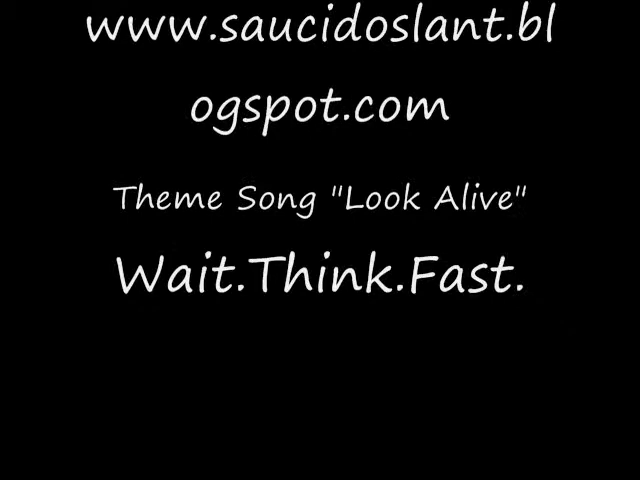 www.saucidoslant.bl
ogspot.com
Theme Song "Look Alive"
Wait.Think.Fast.